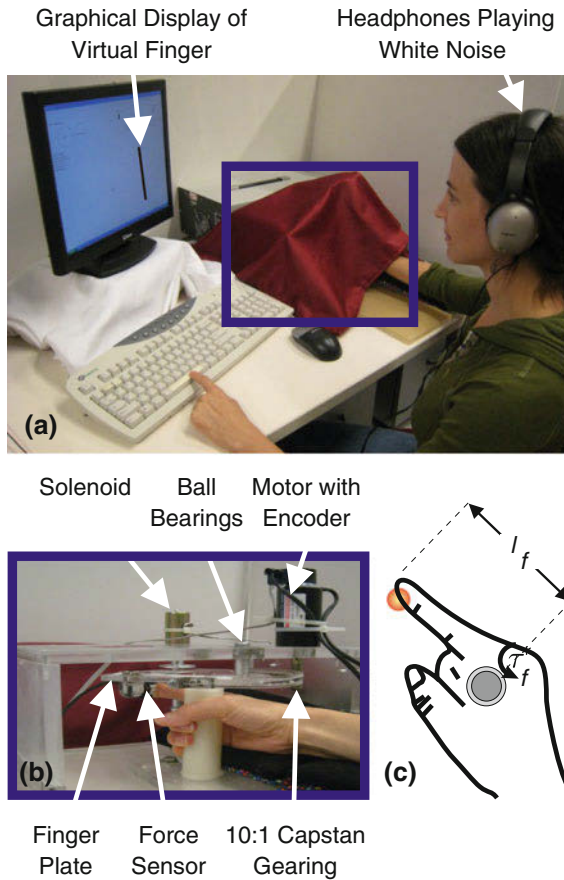 Graphical Display of
Virtual Finger
Headphones Playing
White Noise
(a)
Solenoid
Ball
Bearings
Motor with
Encoder
(b)
Finger
Plate
Force
Sensor
10:1 Capstan
Gearing
l f
τ f
(c)